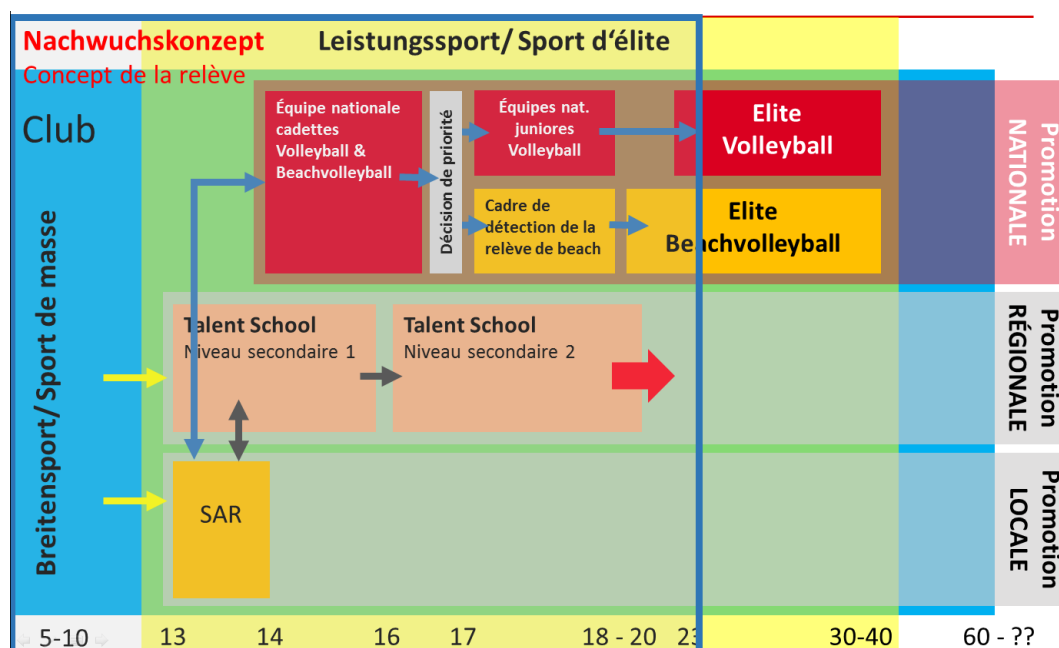 Nachwuchskonzept
Concept de la relève
Leistungssport/ Sport d‘élite
Club
Breitensport/ Sport de masse
Équipe nationale
cadettes
Volleyball &
Beachvolleyball
Décision de priorité
Équipes nat.
juniores
Volleyball
Elite
Volleyball
Cadre de
détection de la
relève de beach
Elite
Beachvolleyball
Promotion
NATIONALE
Talent School
Niveau secondaire 1
Talent School
Niveau secondaire 2
Promotion
RÉGIONALE
SAR
Promotion
LOCALE
5-10 13 14 16 17 18 - 20 23 30-40 60 - ??